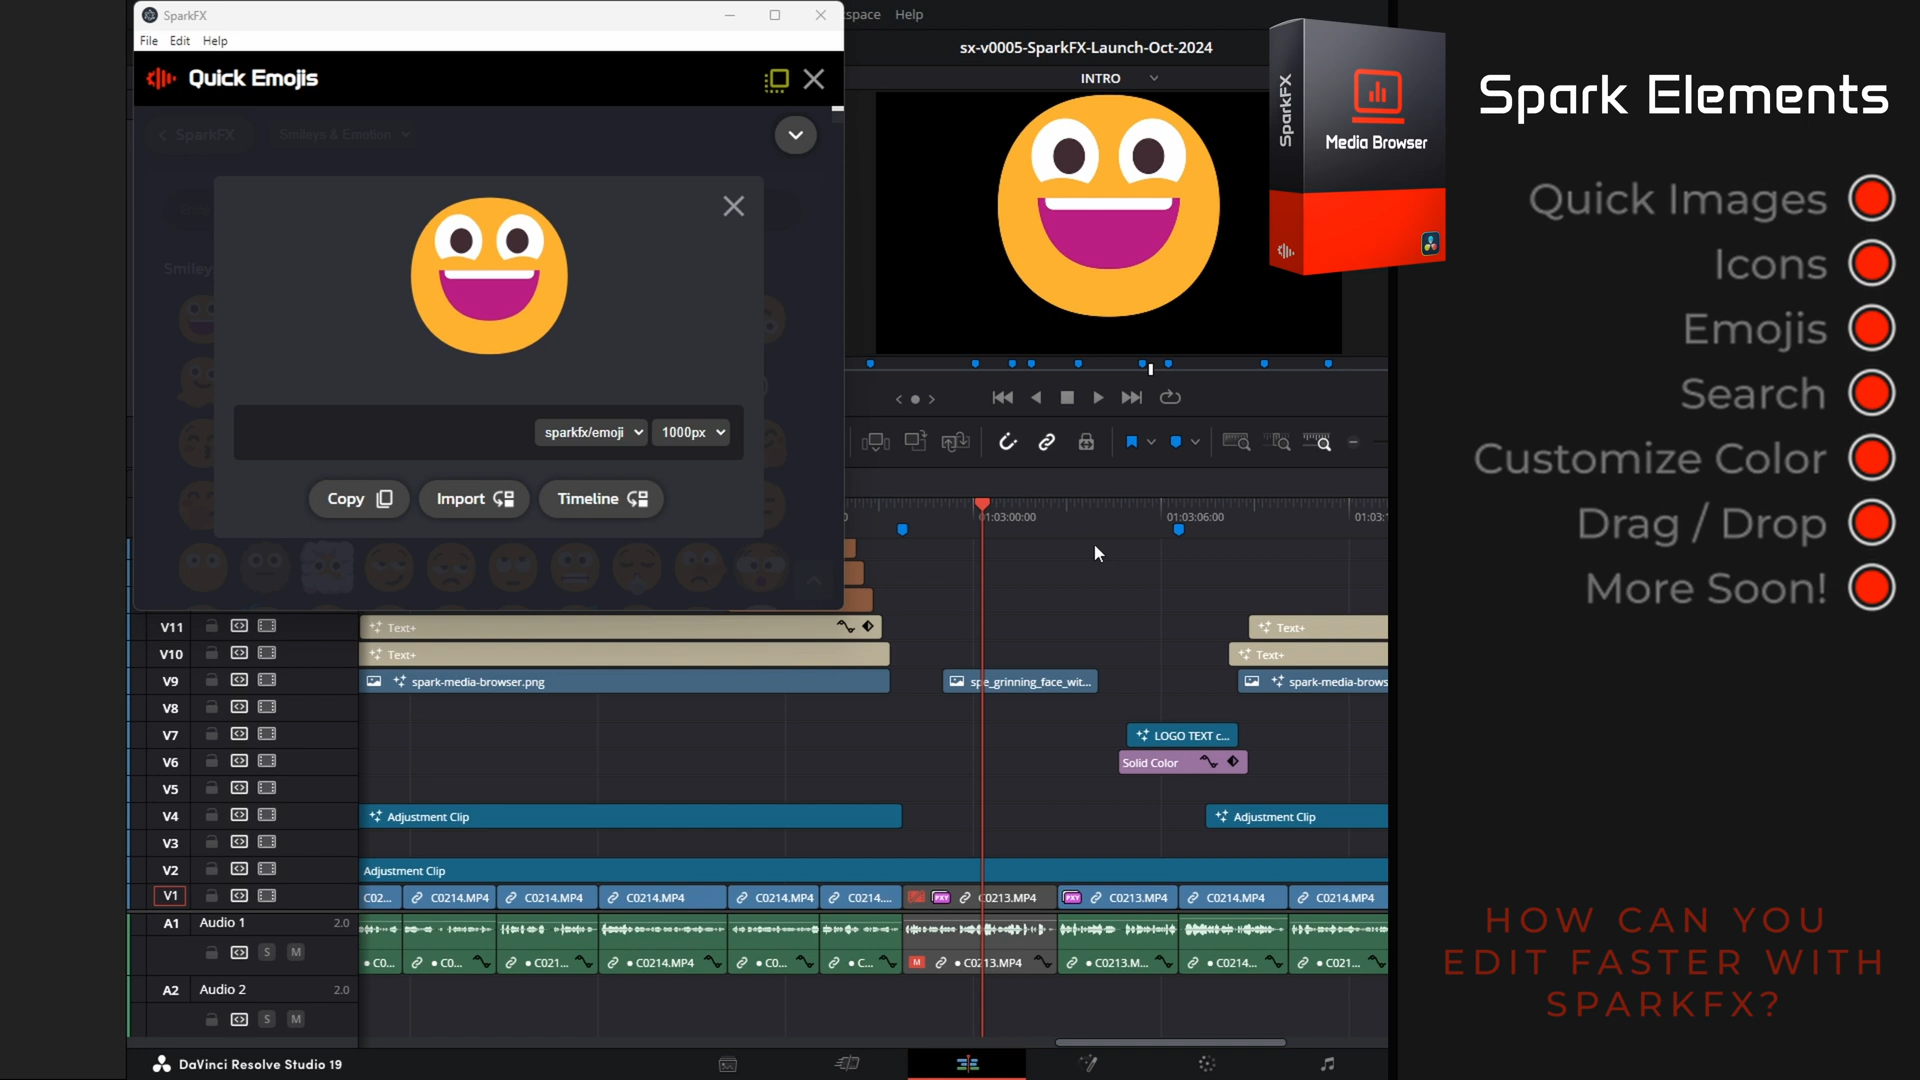 SparkFX
File Edit Help
Quick Emojis
SparkFX
Smileys & Emotion
Smileys
sparkfx/emoji
1000px
Copy
Import
Timeline
Help
sx-v0005-SparkFX-Launch-Oct-2024
INTRO
01:03:00:00
01:03:06:00
V11
Text+
Text+
V10
Text+
Text+
V9
spark-media-browser.png
spe_grinning_face_wit...
spark-media-brows
V8
V7
LOGO TEXT c...
V6
Solid Color
V5
V4
Adjustment Clip
Adjustment Clip
V3
V2
Adjustment Clip
V1
C02...
C0214.MP4
C0214.MP4
C0214.MP4
C0214.MP4
C0214....
PXY
C0213.MP4
PXY
C0213.MP4
C0214.MP4
C0214.MP4
A1
Audio 1
2.0
S
M
C0...
C0...
C021...
C0214.MP4
C0...
C...
M
C0213.MP4
C0213.M...
C0214...
C021...
A2
Audio 2
2.0
S
M
DaVinci Resolve Studio 19
SparkFX
Media Browser
Spark Elements
Quick Images
Icons
Emojis
Search
Customize Color
Drag / Drop
More Soon!
HOW CAN YOU
EDIT FASTER WITH
SPARKFX?